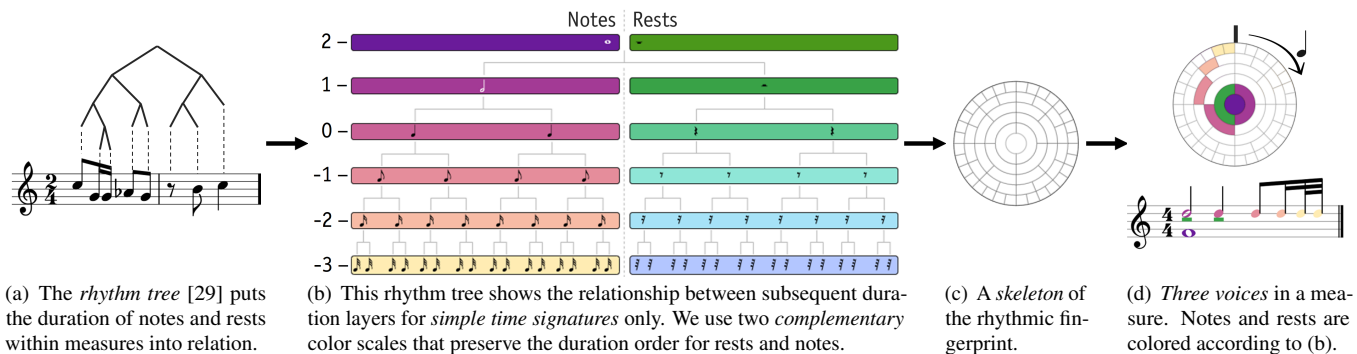 Notes Rests
2 –
1 –
0 –
-1 –
-2 –
-3 –
2
4
4
4
(a) The rhythm tree [29] puts
the duration of notes and rests
within measures into relation.
(b) This rhythm tree shows the relationship between subsequent dura-
tion layers for simple time signatures only. We use two complementary
color scales that preserve the duration order for rests and notes.
(c) A skeleton of
the rhythmic fin-
gerprint.
(d) Three voices in a mea-
sure. Notes and rests are
colored according to (b).